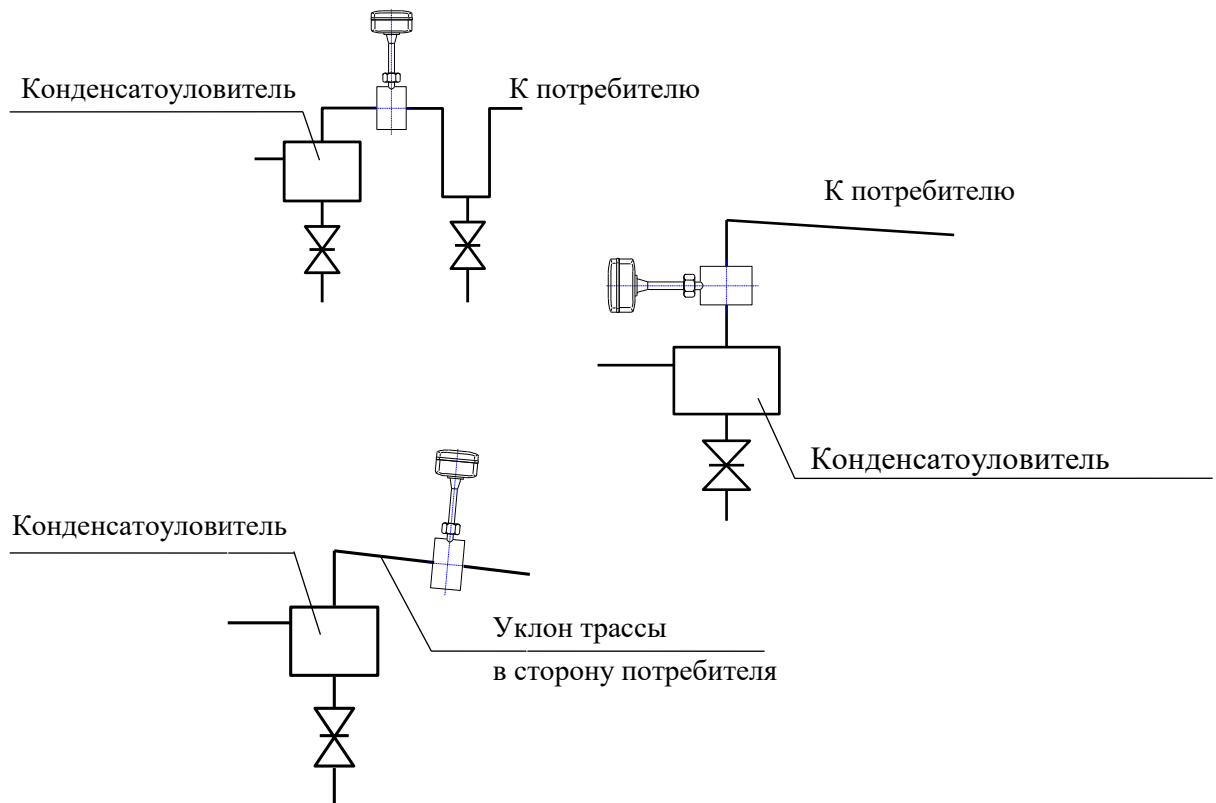 Конденсатоуловитель
К потребителю
К потребителю
Конденсатоуловитель
Конденсатоуловитель
Уклон трассы
в сторону потребителя